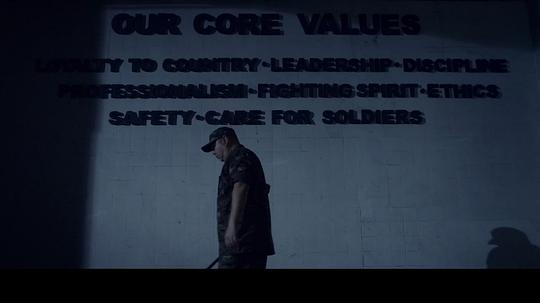 OUR CORE VALUES
LOYALTY TO COUNTRY·LEADERSHIP·DISCIPLINE
PROFESSIONALISM·FIGHTING SPIRIT·ETHICS
SAFETY·CARE FOR SOLDIERS